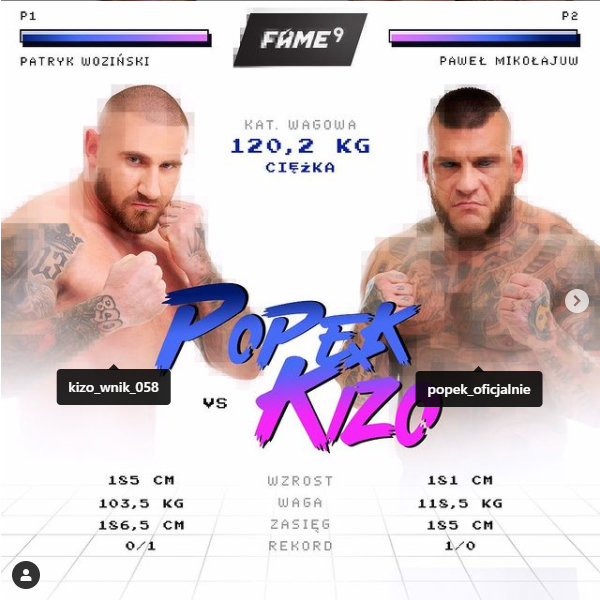 P1
P2
FAME 9
PATRYK WOZIŃSKI
PAWEŁ MIKOŁAJUW
KAT. WAGOWA
120,2 KG
CIĘŻKA
POPEK
VS
KIZO
kizo_wnik_058
popek_oficjalnie
185 CM WZROST 181 CM
103,5 KG WAGA 118,5 KG
186,5 CM ZASIĘG 185 CM
0/1 REKORD 1/0